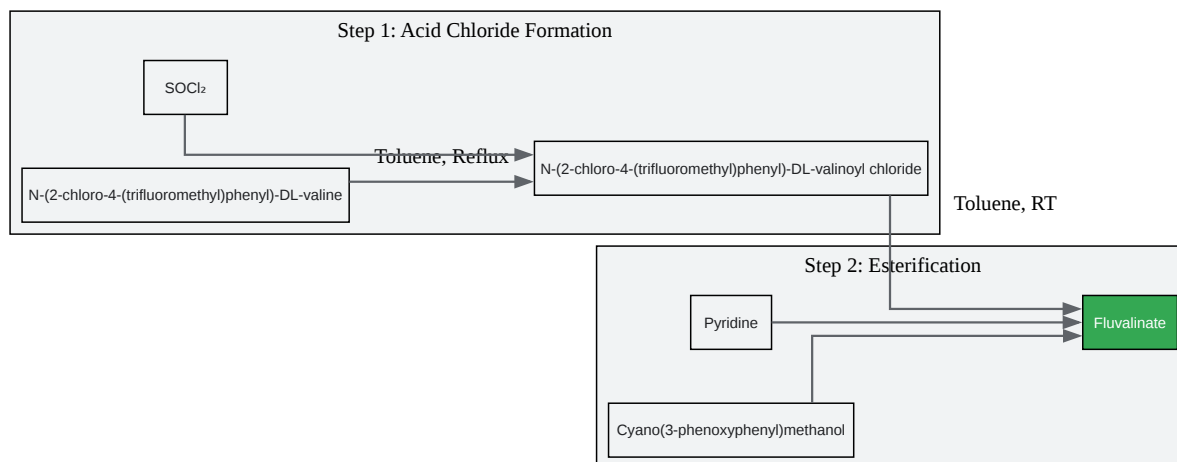 Step 1: Acid Chloride Formation
SOCl₂
Toluene, Reflux
N-(2-chloro-4-(trifluoromethyl)phenyl)-DL-valine
N-(2-chloro-4-(trifluoromethyl)phenyl)-DL-valinoyl chloride
Toluene, RT
Step 2: Esterification
Pyridine
Fluvalinate
Cyano(3-phenoxyphenyl)methanol